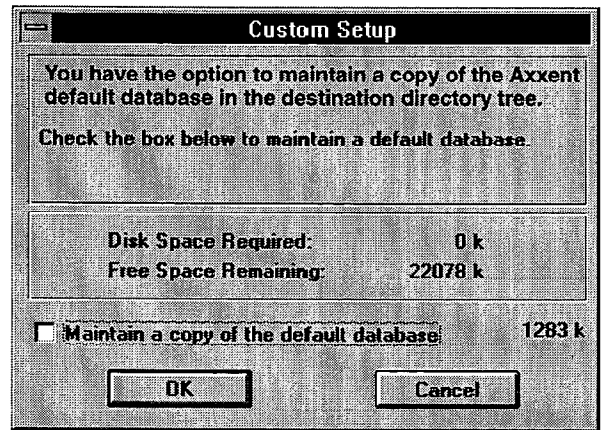 Custom Setup
You have the option to maintain a copy of the Axxent
default database in the destination directory tree.
Check the box below to maintain a default database.
Disk Space Required: 0 k
Free Space Remaining: 22078 k
Maintain a copy of the default database 1283 k
OK Cancel